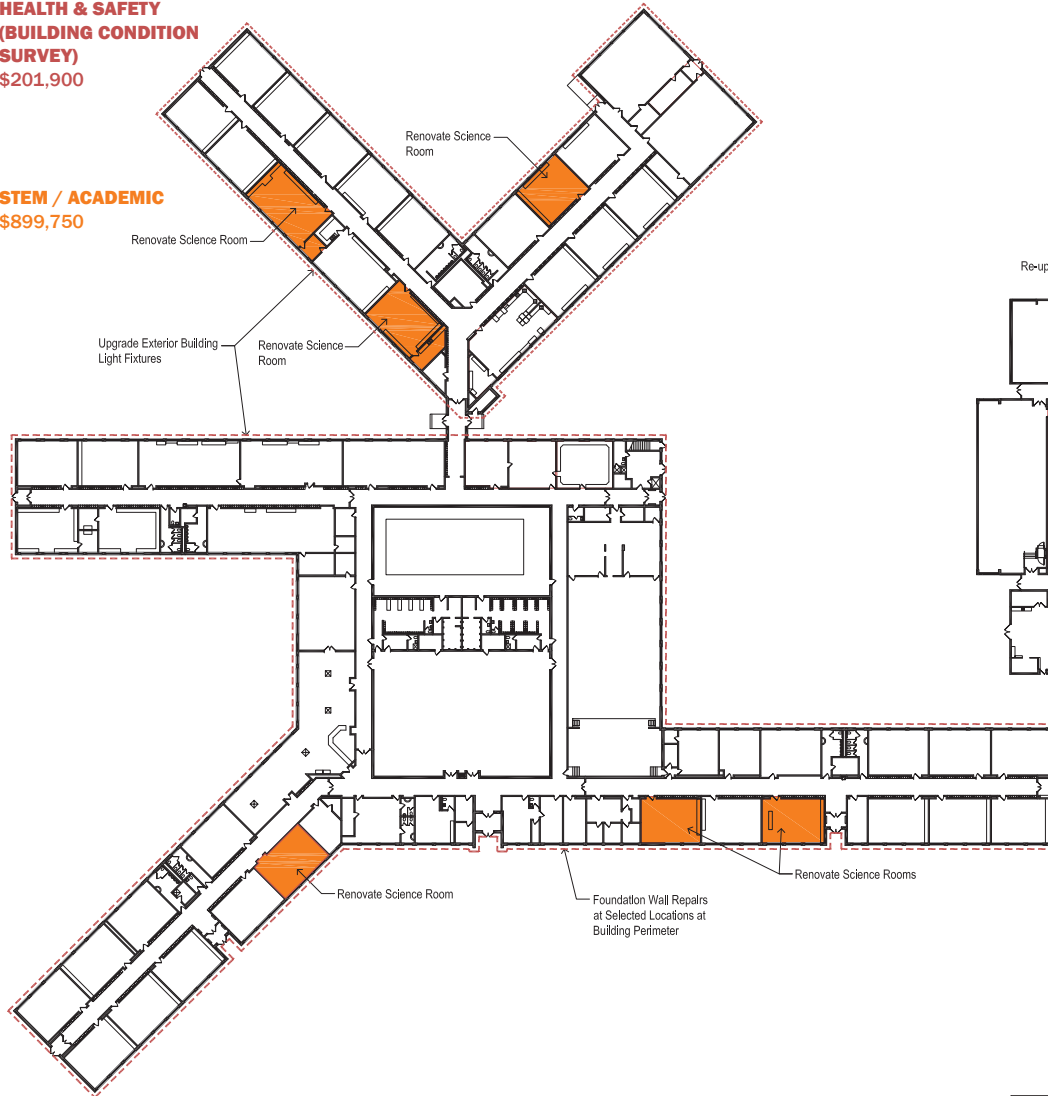 HEALTH & SAFETY
(BUILDING CONDITION
SURVEY)
$201,900
STEM / ACADEMIC
$899,750
Renovate Science
Room
Renovate Science Room
Upgrade Exterior Building
Light Fixtures
Renovate Science
Room
Re-up
Renovate Science Room
Foundation Wall Repairs
at Selected Locations at
Building Perimeter
Renovate Science Rooms